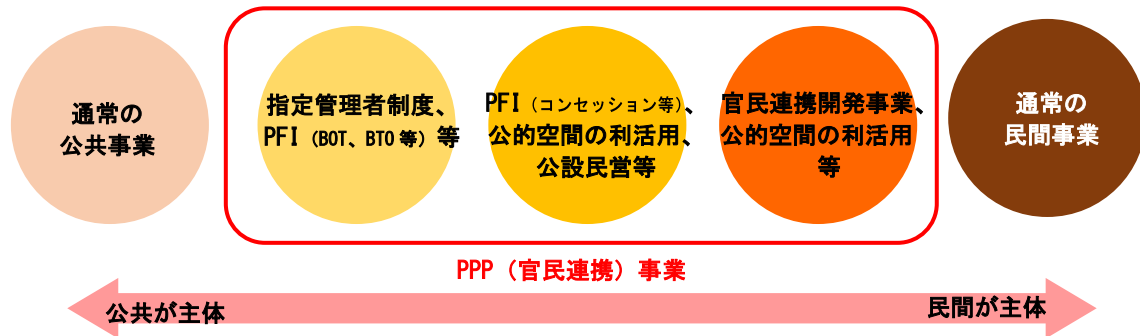 通常の
公共事業
指定管理者制度、
PFI（BOT、BTO 等）等
PFI（コンセッション等）、
公的空間の利活用、
公設民営等
官民連携開発事業、
公的空間の利活用
等
通常の
民間事業
PPP（官民連携）事業
公共が主体
民間が主体